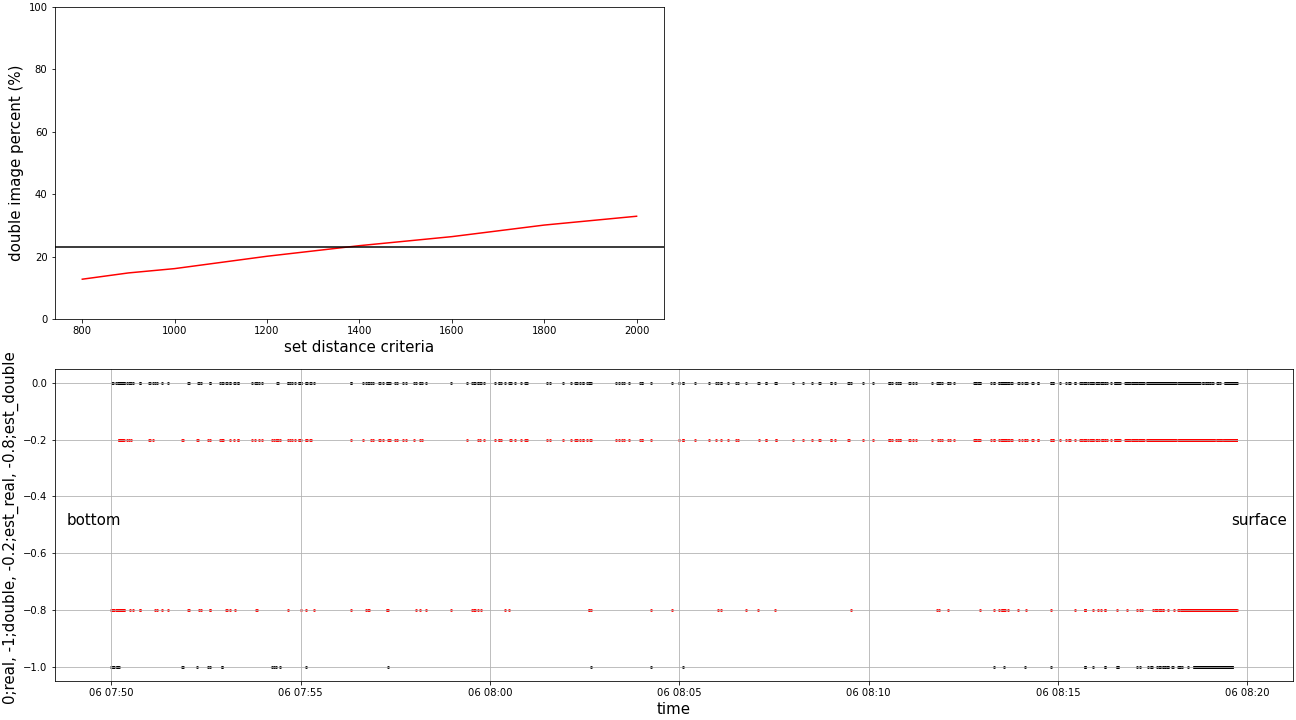 double image percent (%)
100
80
60
40
20
0
800 1000 1200 1400 1600 1800 2000
set distance criteria
0;real, -1;double, -0.2;est_real, -0.8;est_double
0.0
−0.2
−0.4
−0.6
−0.8
−1.0
bottom surface
06 07:50 06 07:55 06 08:00 06 08:05 06 08:10 06 08:15 06 08:20
time